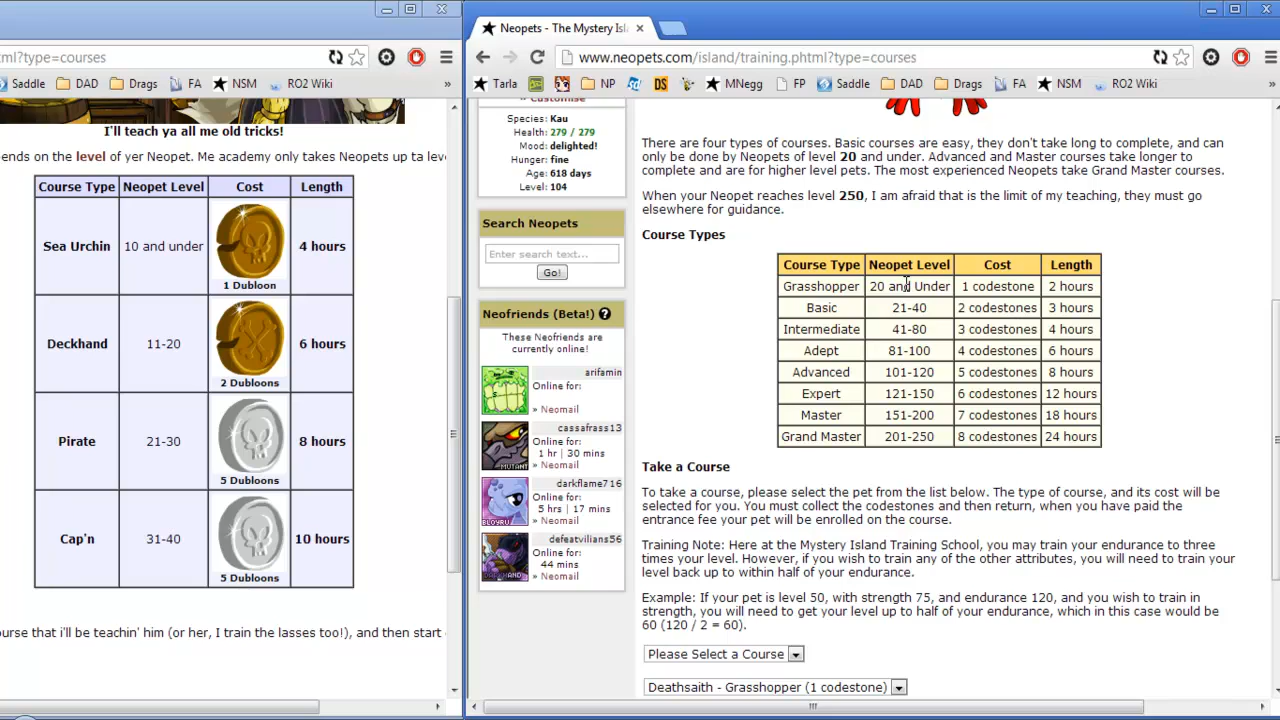 html?type=courses
Saddle DAD Drags FA NSM RO2 Wiki »
I'll teach ya all me old tricks!
ends on the level of yer Neopet. Me academy only takes Neopets up ta leve
Course Type Neopet Level Cost Length
Sea Urchin 10 and under 1 Dubloon 4 hours
Deckhand 11-20 2 Dubloons 6 hours
Pirate 21-30 5 Dubloons 8 hours
Cap'n 31-40 5 Dubloons 10 hours
ourse that i'll be teachin' him (or her, I train the lasses too!), and then start
Neopets - The Mystery Isl
www.neopets.com/island/training.phtml?type=courses
Tarla NP DS MNegg FP Saddle DAD Drags FA NSM RO2 Wiki »
» Customise
Species: Kau
Health: 279 / 279
Mood: delighted!
Hunger: fine
Age: 618 days
Level: 104
Search Neopets
Enter search text...
Go!
Neofriends (Beta!) ?
These Neofriends are
currently online!
arifamin
Online for:
» Neomail
cassafrass13
Online for:
1 hr | 30 mins
» Neomail
MUTANT
darkflame716
Online for:
5 hrs | 17 mins
» Neomail
BLOYRU
defeatvilians56
Online for:
44 mins
» Neomail
There are four types of courses. Basic courses are easy, they don't take long to complete, and can
only be done by Neopets of level 20 and under. Advanced and Master courses take longer to
complete and are for higher level pets. The most experienced Neopets take Grand Master courses.
When your Neopet reaches level 250, I am afraid that is the limit of my teaching, they must go
elsewhere for guidance.
Course Types
Course Type Neopet Level Cost Length
Grasshopper 20 and Under 1 codestone 2 hours
Basic 21-40 2 codestones 3 hours
Intermediate 41-80 3 codestones 4 hours
Adept 81-100 4 codestones 6 hours
Advanced 101-120 5 codestones 8 hours
Expert 121-150 6 codestones 12 hours
Master 151-200 7 codestones 18 hours
Grand Master 201-250 8 codestones 24 hours
Take a Course
To take a course, please select the pet from the list below. The type of course, and its cost will be
selected for you. You must collect the codestones and then return, when you have paid the
entrance fee your pet will be enrolled on the course.
Training Note: Here at the Mystery Island Training School, you may train your endurance to three
times your level. However, if you wish to train any of the other attributes, you will need to train your
level back up to within half of your endurance.
Example: If your pet is level 50, with strength 75, and endurance 120, and you wish to train in
strength, you will need to get your level up to half of your endurance, which in this case would be
60 (120 / 2 = 60).
Please Select a Course
Deathsaith - Grasshopper (1 codestone)